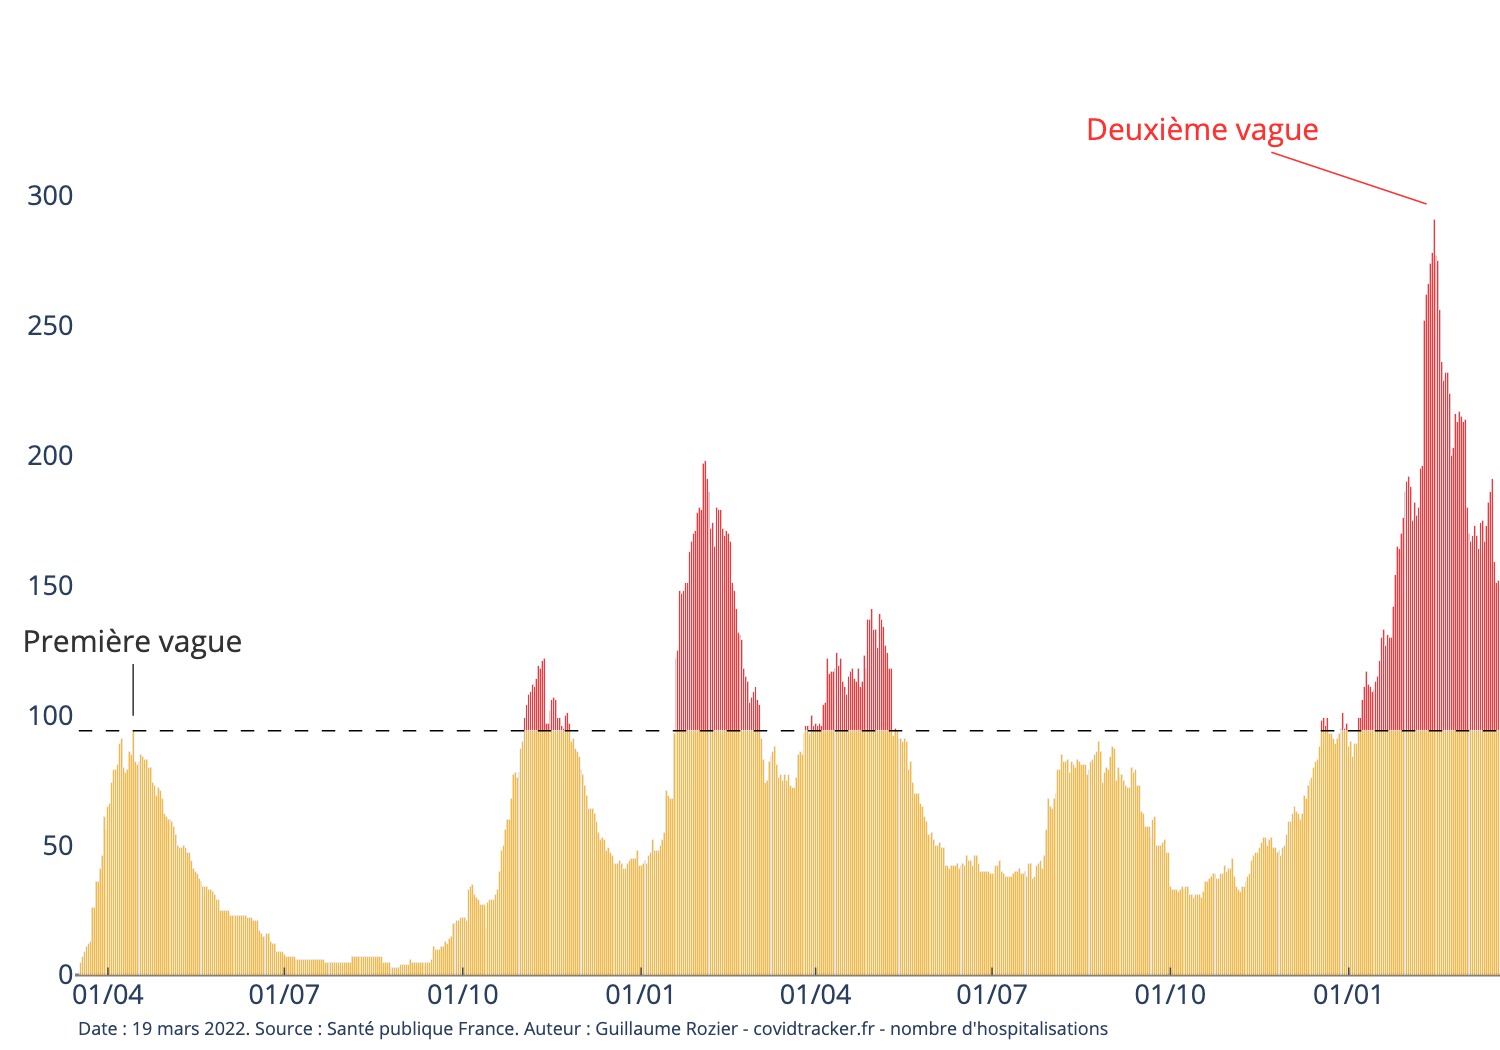 Deuxième vague
300
250
200
150
Première vague
100
50
0
01/04 01/07 01/10 01/01 01/04 01/07 01/10 01/01
Date : 19 mars 2022. Source : Santé publique France. Auteur : Guillaume Rozier - covidtracker.fr - nombre d'hospitalisations